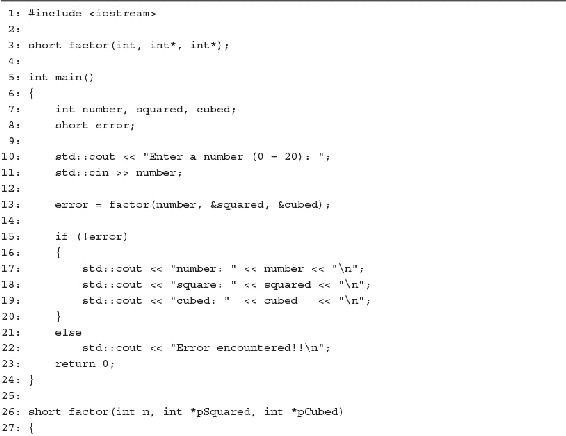 1: #include <iostream>
2:
3: short factor(int, int*, int*);
4:
5: int main()
6: {
7:     int number, squared, cubed;
8:     short error;
9:
10:     std::cout << "Enter a number (0 - 20): ";
11:     std::cin >> number;
12:
13:     error = factor(number, &squared, &cubed);
14:
15:     if (!error)
16:     {
17:         std::cout << "number: " << number << "\n";
18:         std::cout << "square: " << squared << "\n";
19:         std::cout << "cubed: "  << cubed   << "\n";
20:     }
21:     else
22:         std::cout << "Error encountered!!\n";
23:     return 0;
24: }
25:
26: short factor(int n, int *pSquared, int *pCubed)
27: {